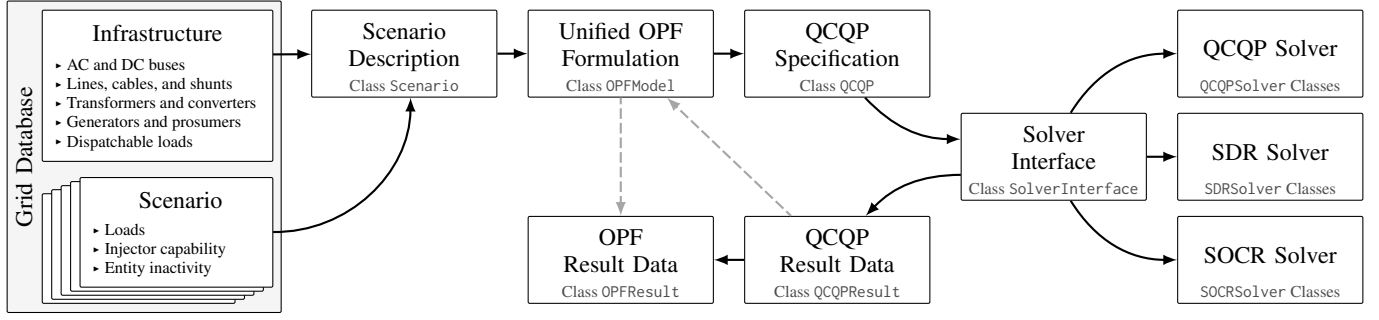 Grid Database
Infrastructure
▸ AC and DC buses
▸ Lines, cables, and shunts
▸ Transformers and converters
▸ Generators and prosumers
▸ Dispatchable loads
Scenario
▸ Loads
▸ Injector capability
▸ Entity inactivity
Scenario
Description
Class Scenario
Unified OPF
Formulation
Class OPFModel
QCQP
Specification
Class QCQP
Solver
Interface
Class SolverInterface
QCQP Solver
QCQPSolver Classes
SDR Solver
SDRSolver Classes
SOCR Solver
SOCRSolver Classes
OPF
Result Data
Class OPFResult
QCQP
Result Data
Class QCQPResult